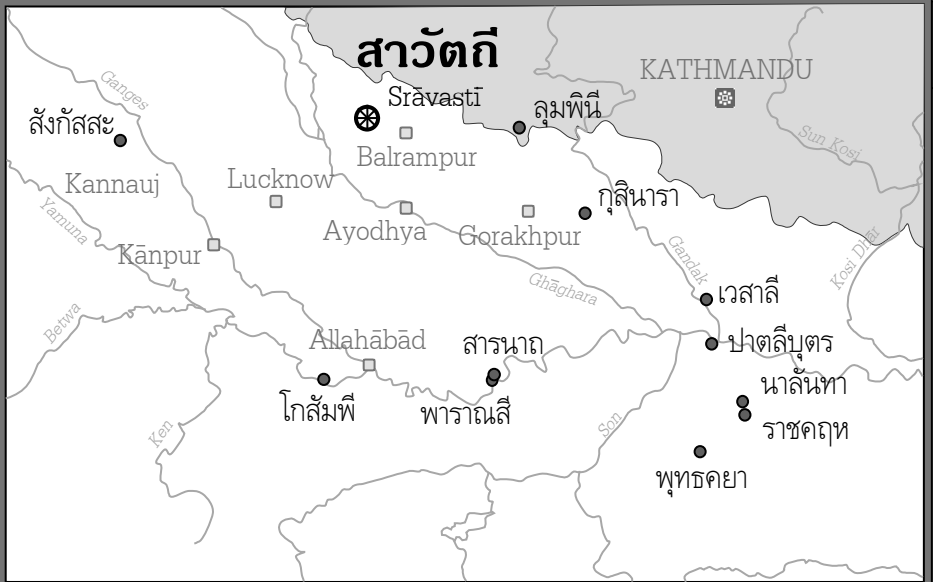 สาวัตถี
KATHMANDU
Ganges
Srāvastī
ลุมพินี
สังกัสสะ
Sun Kosi
Balrampur
Kannauj
Lucknow
กุสินารา
Yamuna
Ayodhya
Gorakhpur
Kānpur
Gandak
Kosi Dhār
Ghāghara
เวสาลี
Betwa
Allahābād
สารนาถ
ปาตลีบุตร
นาลันทา
โกสัมพี
พาราณสี
Son
ราชคฤห
Ken
พุทธคยา